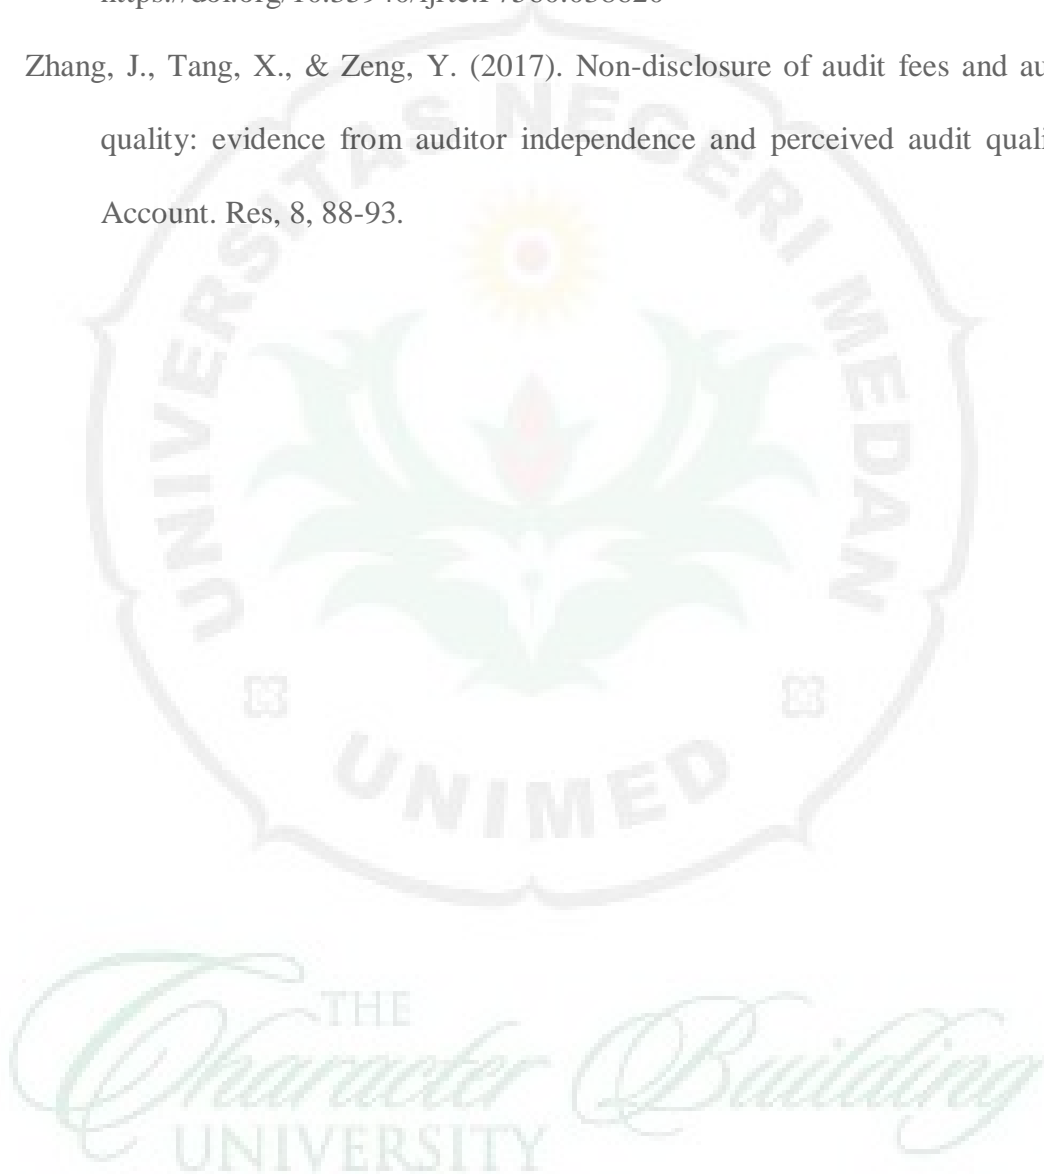 Zhang, J., Tang, X., & Zeng, Y. (2017). Non-disclosure of audit fees and au
quality: evidence from auditor independence and perceived audit quali
Account. Res, 8, 88-93.
UNIVERSITAS NEGERI MEDAN
UNIMED
THE
Character Building
UNIVERSITY